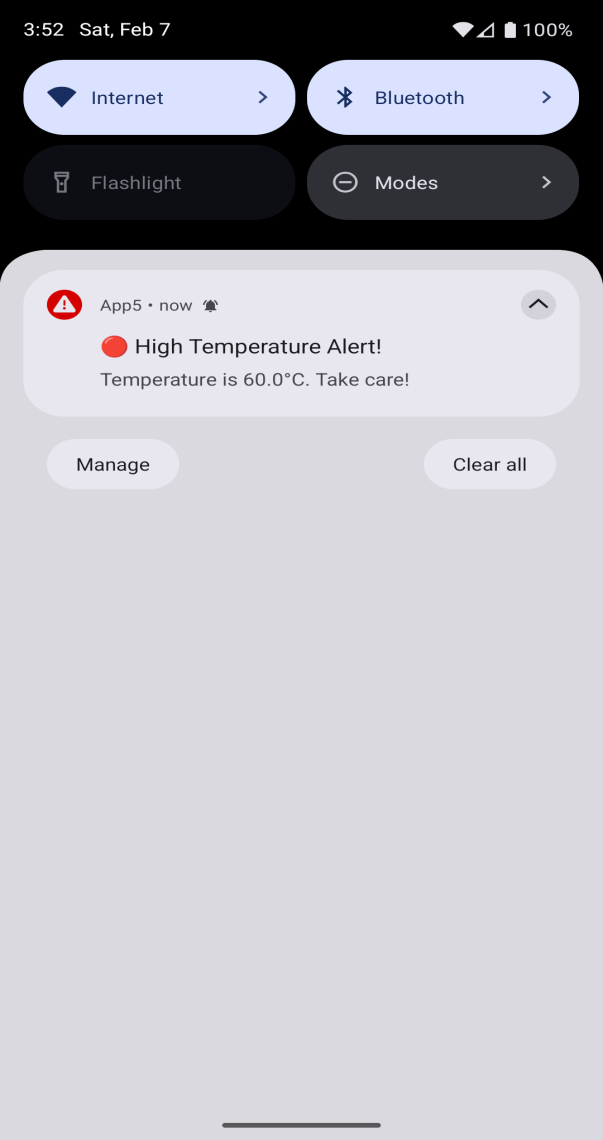 3:52 Sat, Feb 7 100%
Internet Bluetooth
Flashlight Modes
App5 • now
🔴 High Temperature Alert!
Temperature is 60.0°C. Take care!
Manage Clear all